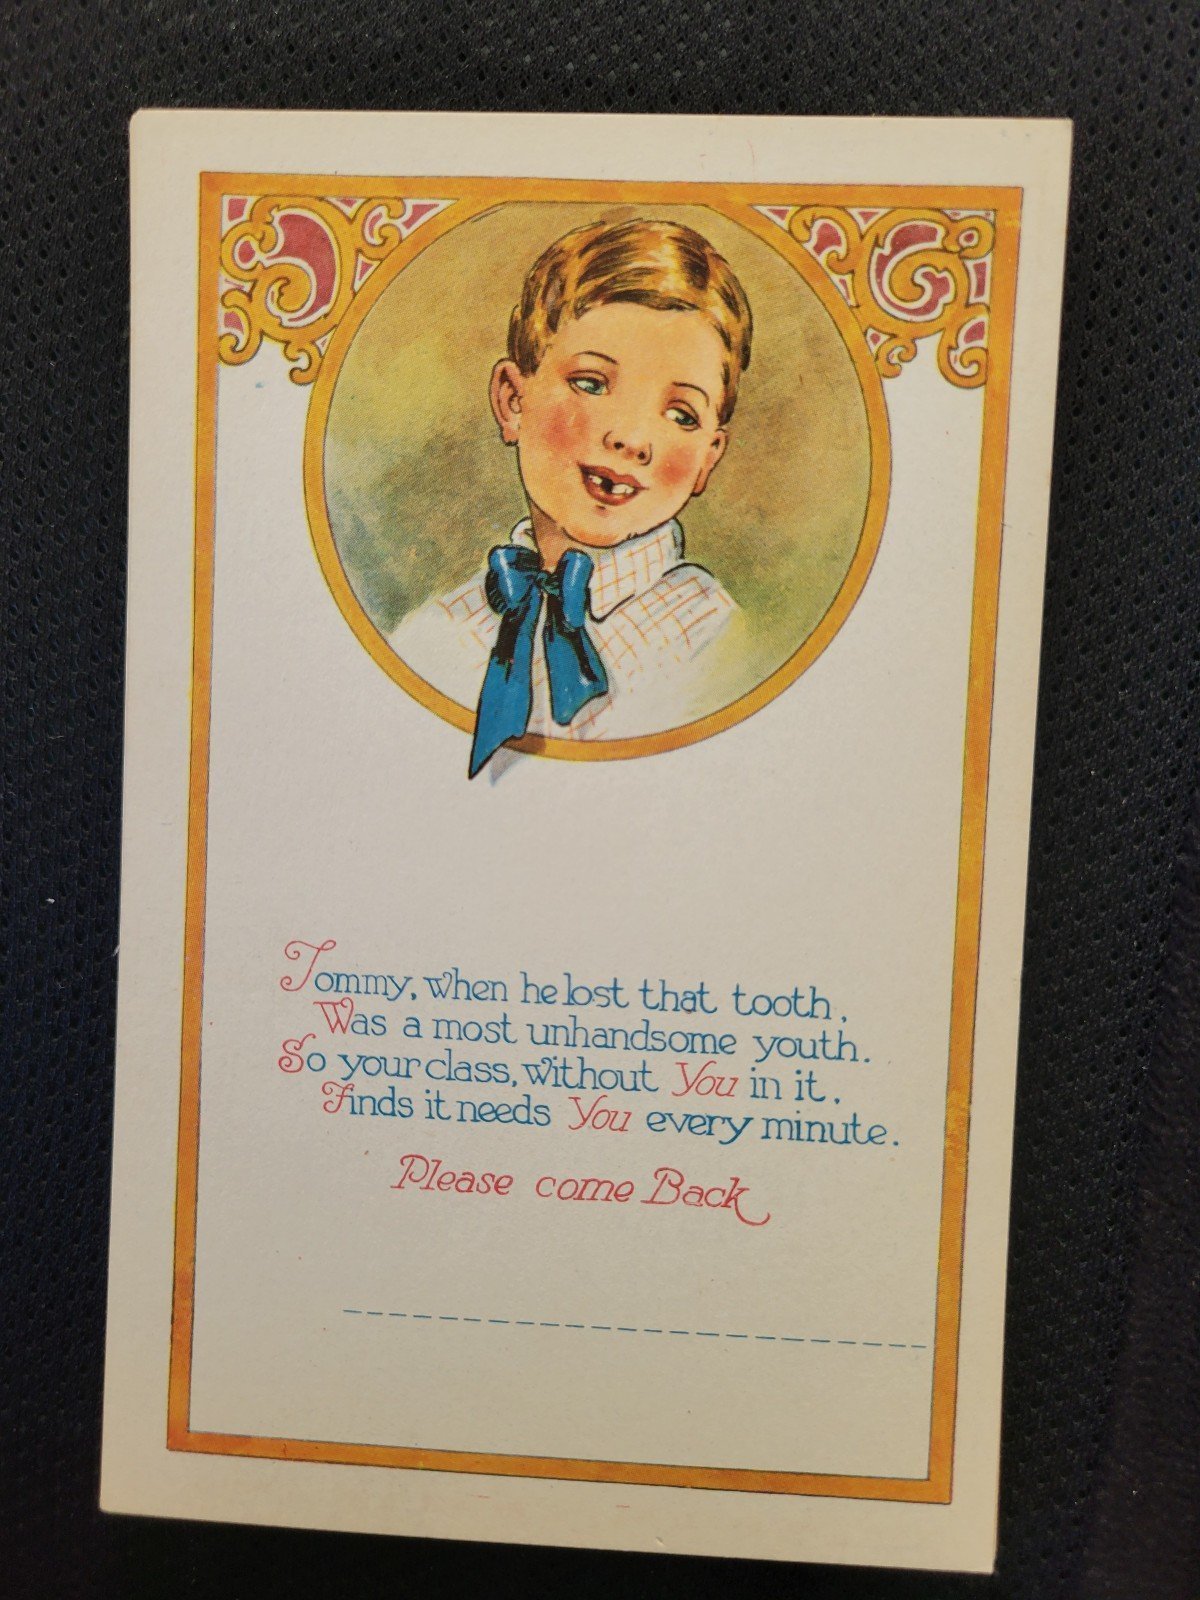 Tommy, when he lost that tooth,
Was a most unhandsome youth.
So your class, without You in it,
Finds it needs You every minute.
Please come Back